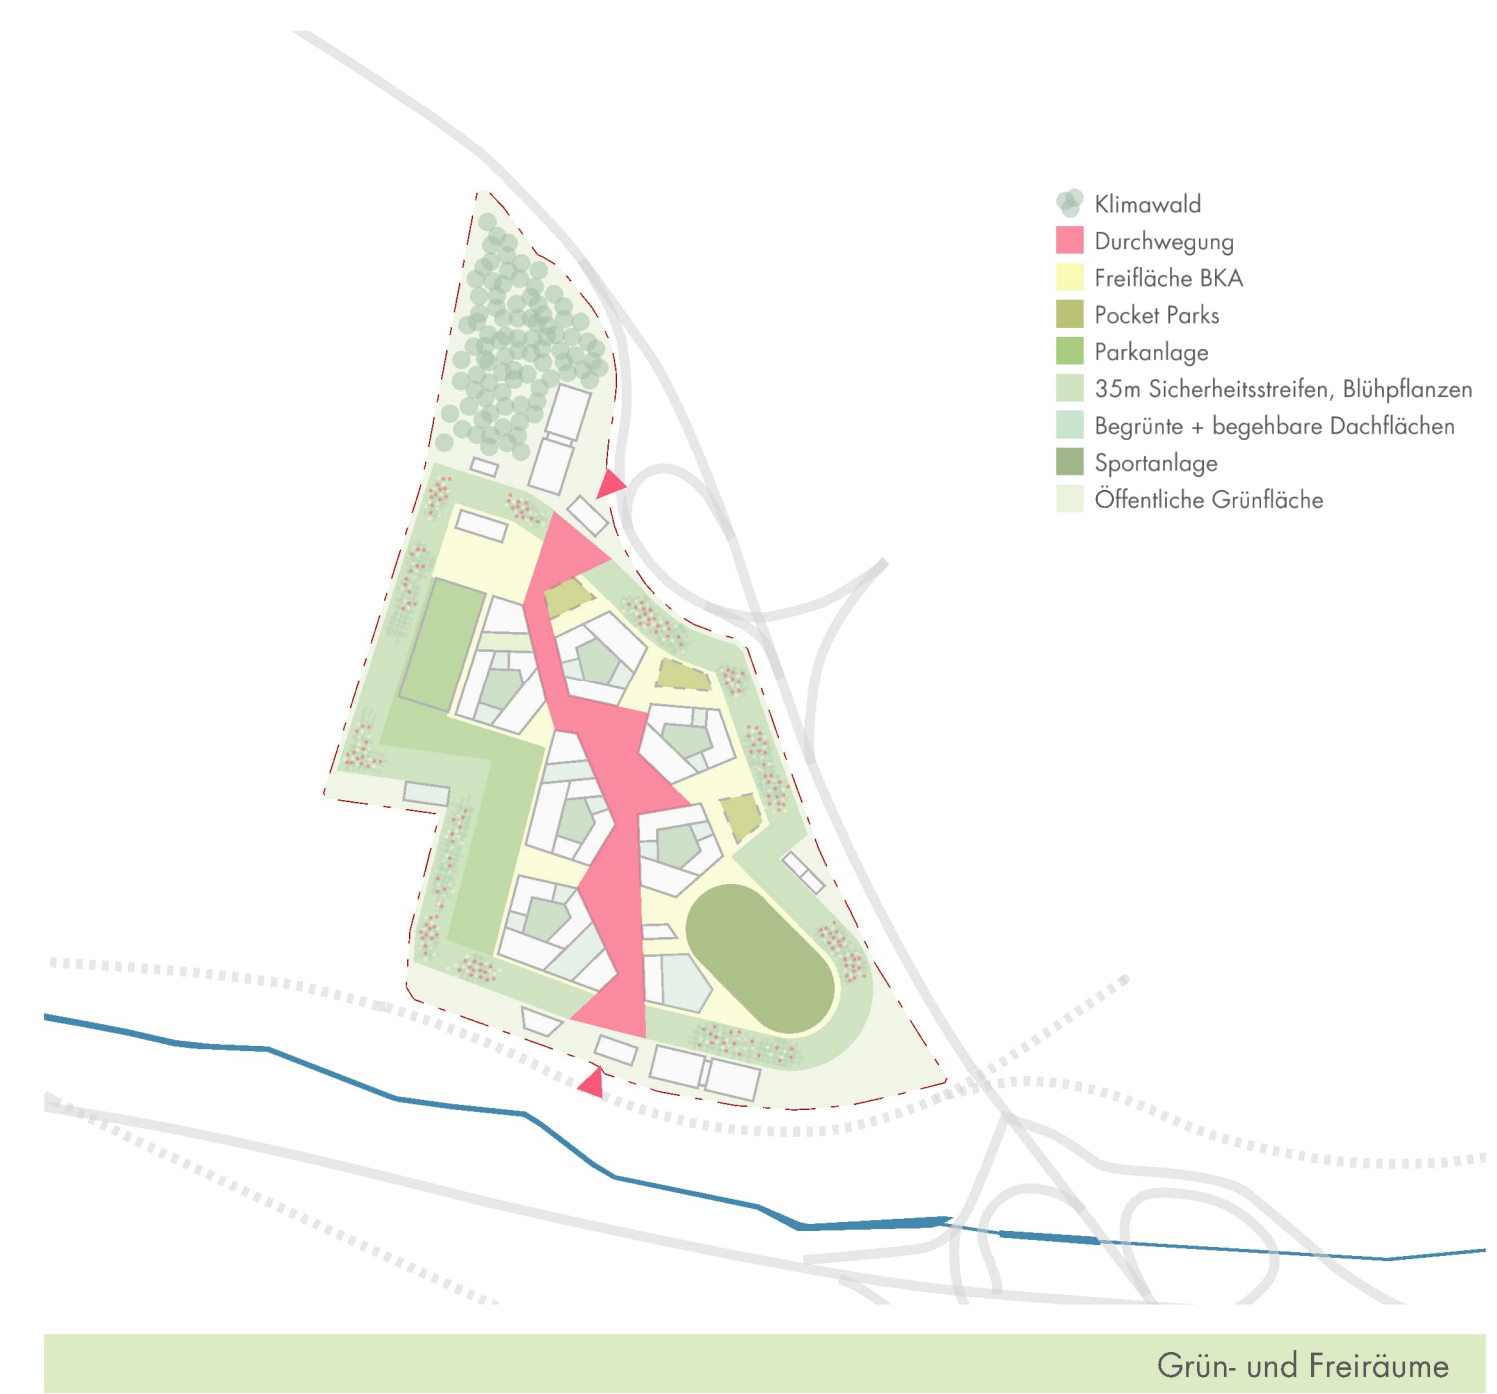 Klimawald
Durchwegung
Freifläche BKA
Pocket Parks
Parkanlage
35m Sicherheitsstreifen, Blühpflanzen
Begrünte + begehbare Dachflächen
Sportanlage
Öffentliche Grünfläche
Grün- und Freiräume